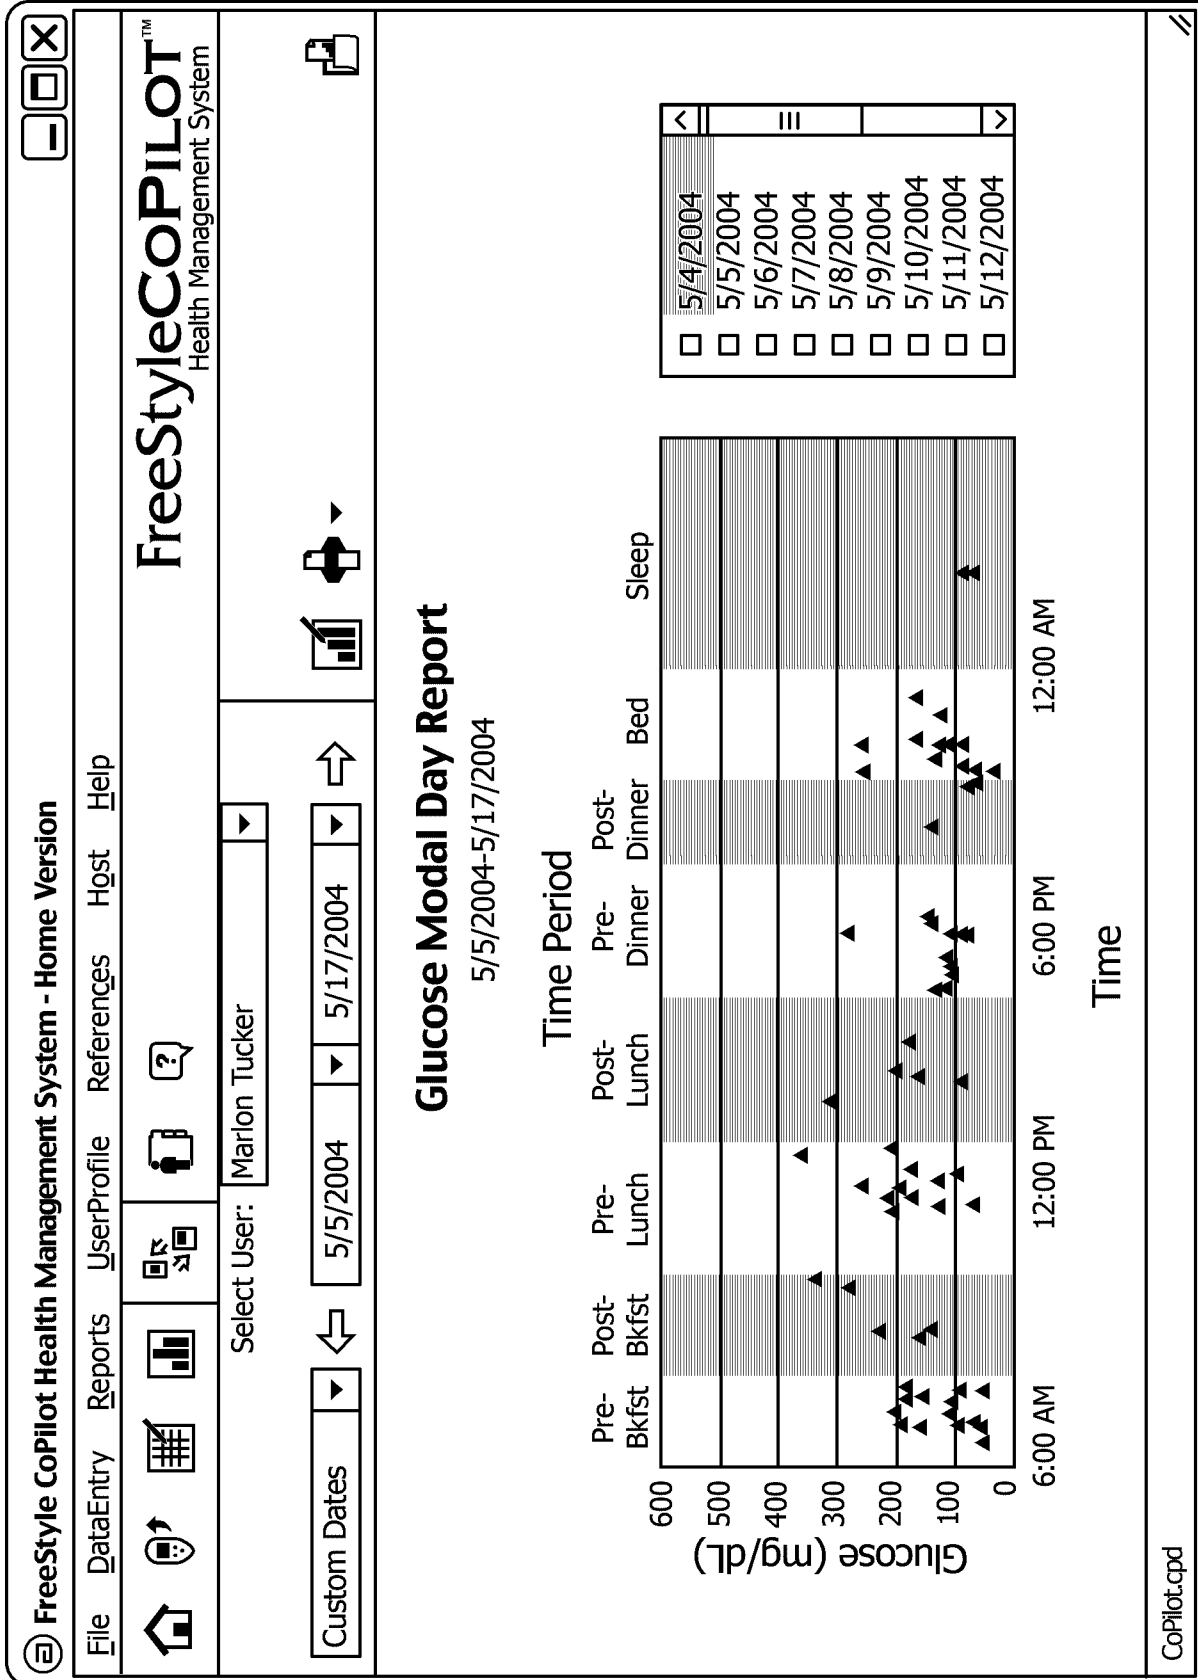 ⓐ FreeStyle CoPilot Health Management System - Home Version
File DataEntry Reports UserProfile References Host Help
FreeStyleCoPilot™
Health Management System
?
Select User: Marlon Tucker
Custom Dates 5/5/2004 5/17/2004
Glucose Modal Day Report
5/5/2004-5/17/2004
Time Period
Pre-Bkfst
Post-Bkfst
Pre-Lunch
Post-Lunch
Pre-Dinner
Post-Dinner
Bed
Sleep
Glucose (mg/dL)
600
500
400
300
200
100
0
6:00 AM 12:00 PM 6:00 PM 12:00 AM
Time
5/4/2004
5/5/2004
5/6/2004
5/7/2004
5/8/2004
5/9/2004
5/10/2004
5/11/2004
5/12/2004
CoPilot.cpd